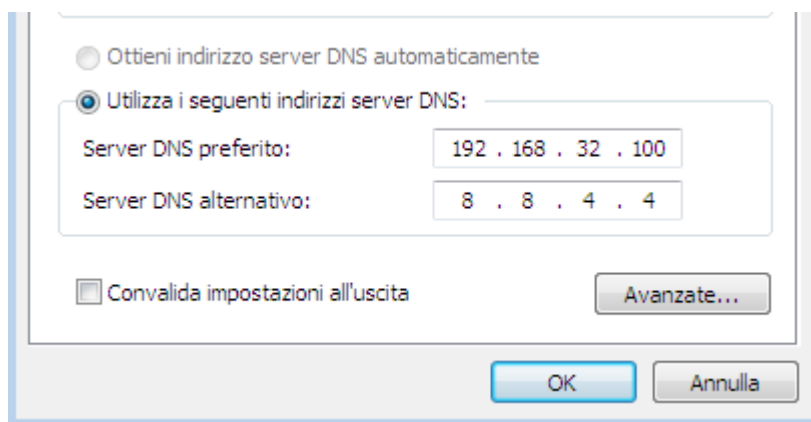 Ottieni indirizzo server DNS automaticamente
Utilizza i seguenti indirizzi server DNS:
Server DNS preferito: 192 . 168 . 32 . 100
Server DNS alternativo: 8 . 8 . 4 . 4
Convalida impostazioni all'uscita Avanzate...
OK Annulla